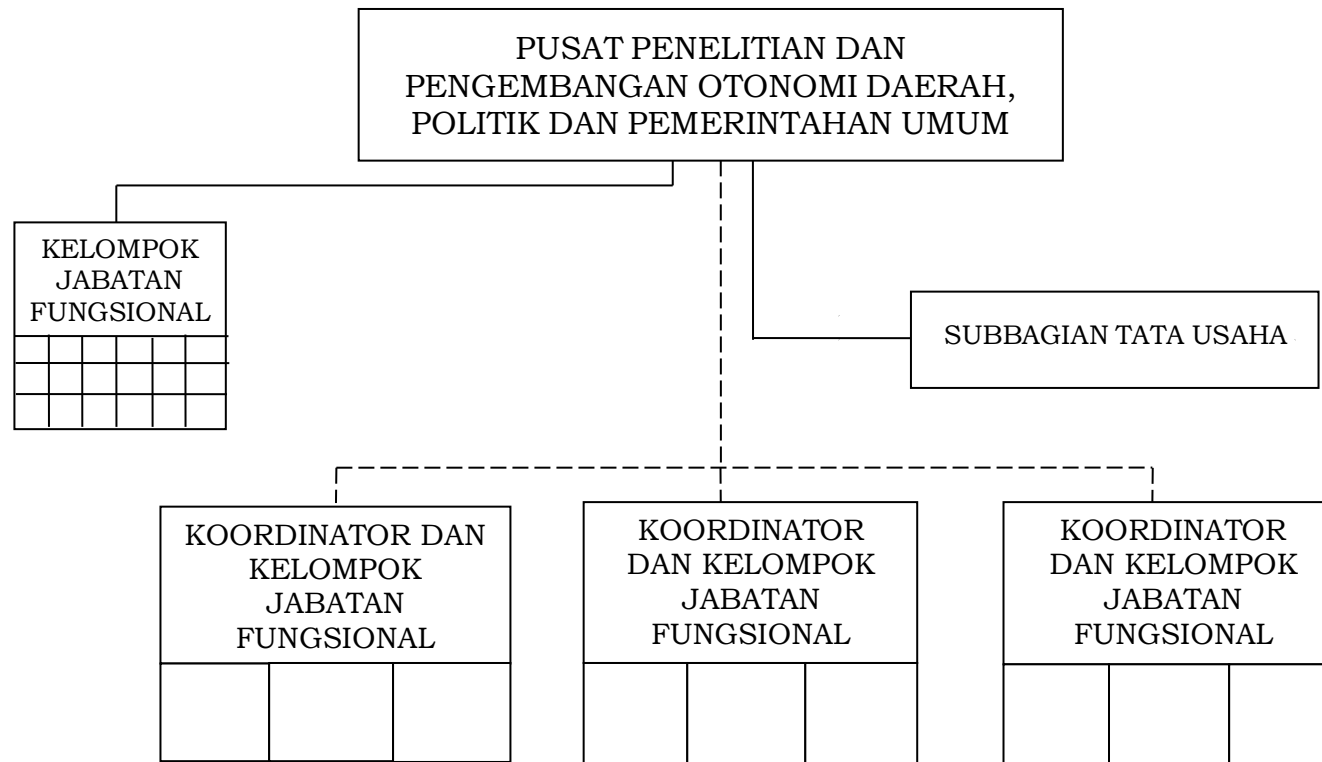 PUSAT PENELITIAN DAN
PENGEMBANGAN OTONOMI DAERAH,
POLITIK DAN PEMERINTAHAN UMUM
KELOMPOK
JABATAN
FUNGSIONAL
SUBBAGIAN TATA USAHA
KOORDINATOR DAN
KELOMPOK
JABATAN
FUNGSIONAL
KOORDINATOR
DAN KELOMPOK
JABATAN
FUNGSIONAL
KOORDINATOR
DAN KELOMPOK
JABATAN
FUNGSIONAL